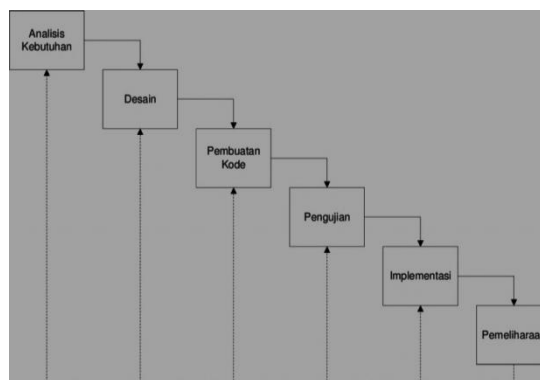 Analisis
Kebutuhan
Desain
Pembuatan
Kode
Pengujian
Implementasi
Pemeliharaa